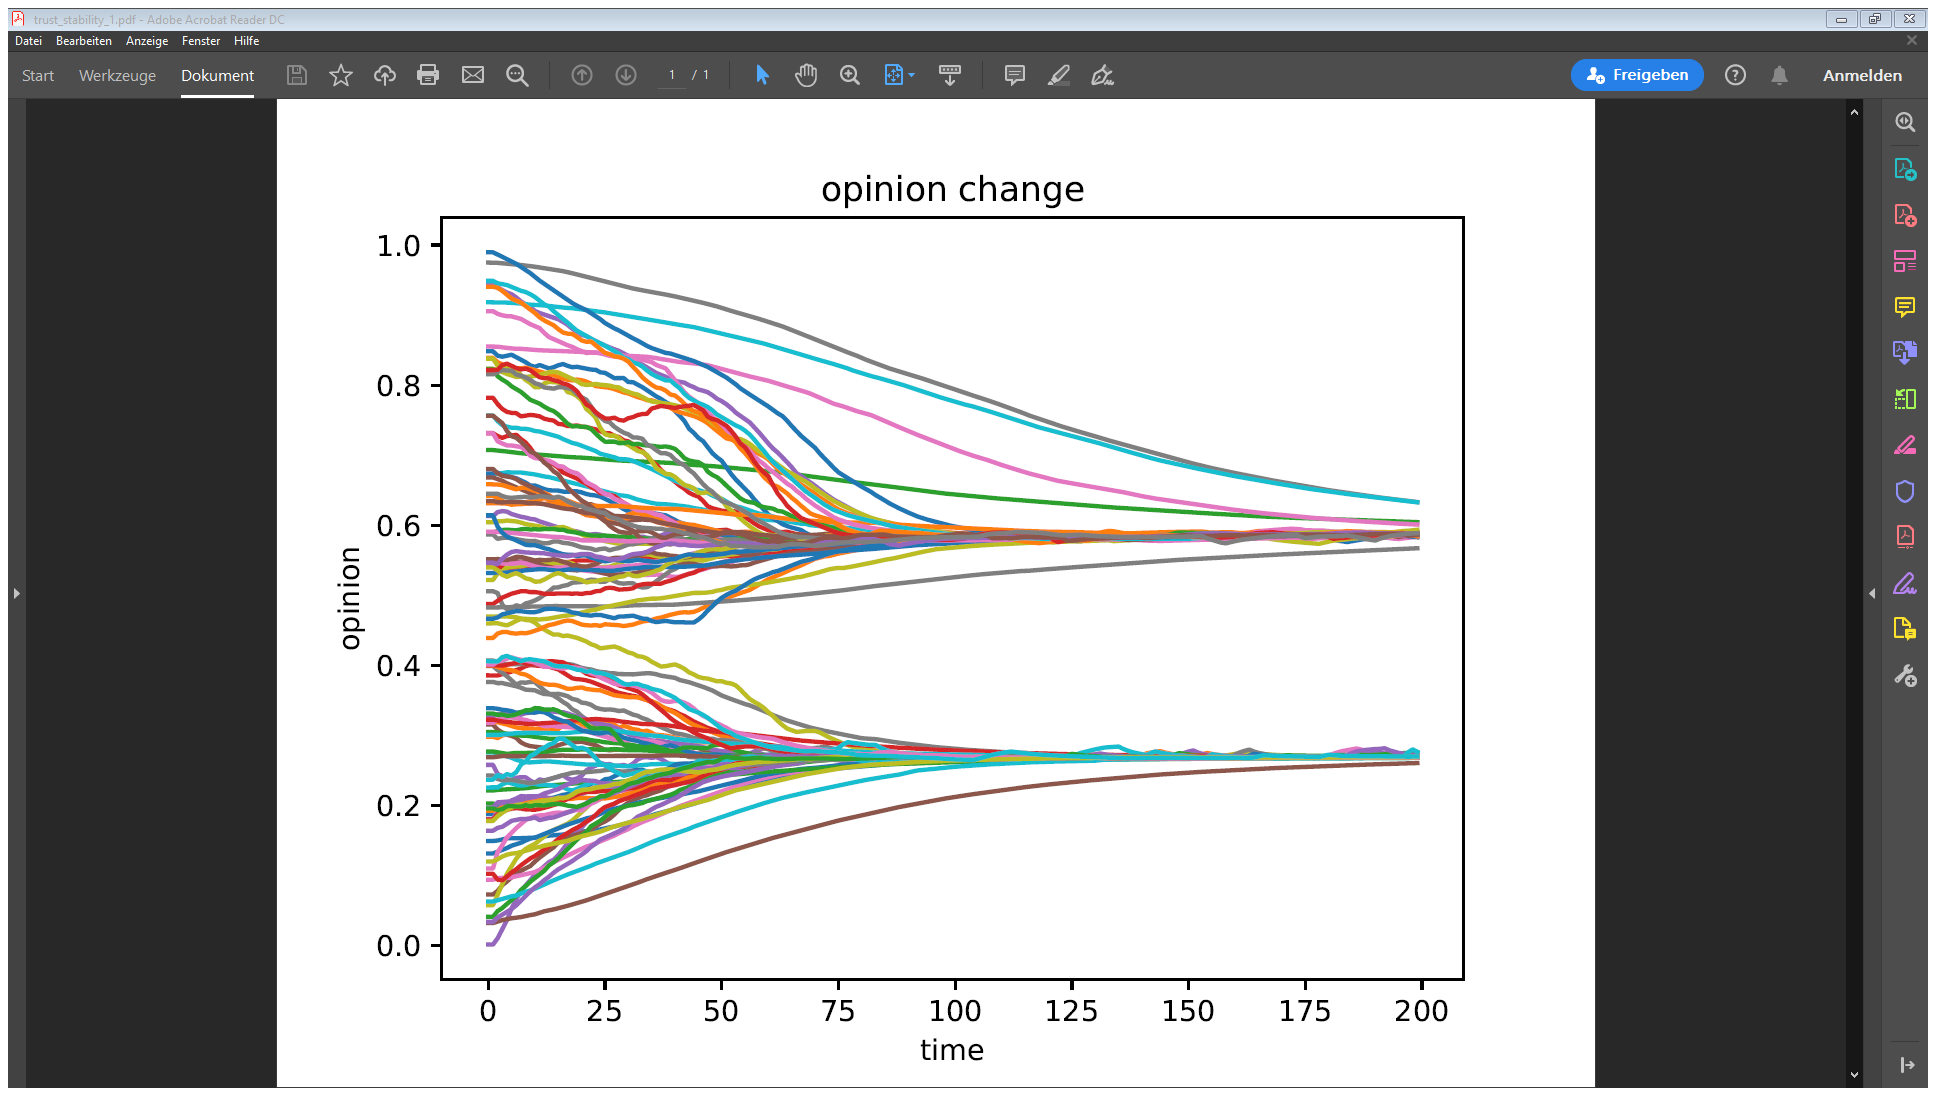 trust_stability_1.pdf - Adobe Acrobat Reader DC
Datei Bearbeiten Anzeige Fenster Hilfe
Start Werkzeuge Dokument 1 / 1 Freigeben Anmelden
opinion change
1.0
0.8
0.6
0.4
0.2
0.0
opinion
0 25 50 75 100 125 150 175 200
time